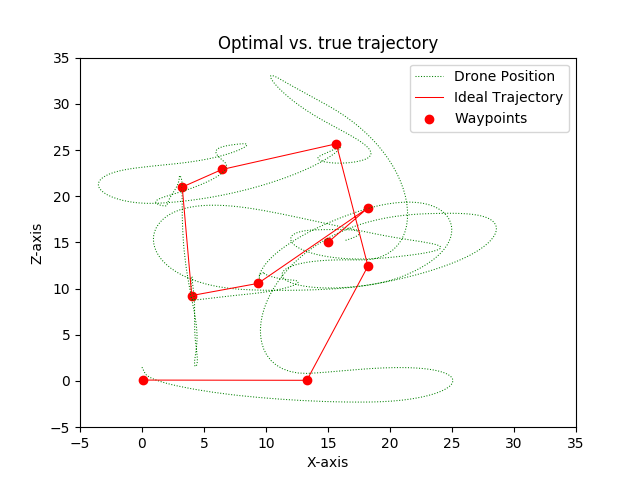 Optimal vs. true trajectory
Drone Position
Ideal Trajectory
Waypoints
35
30
25
20
15
10
5
0
−5
Z-axis
−5 0 5 10 15 20 25 30 35
X-axis